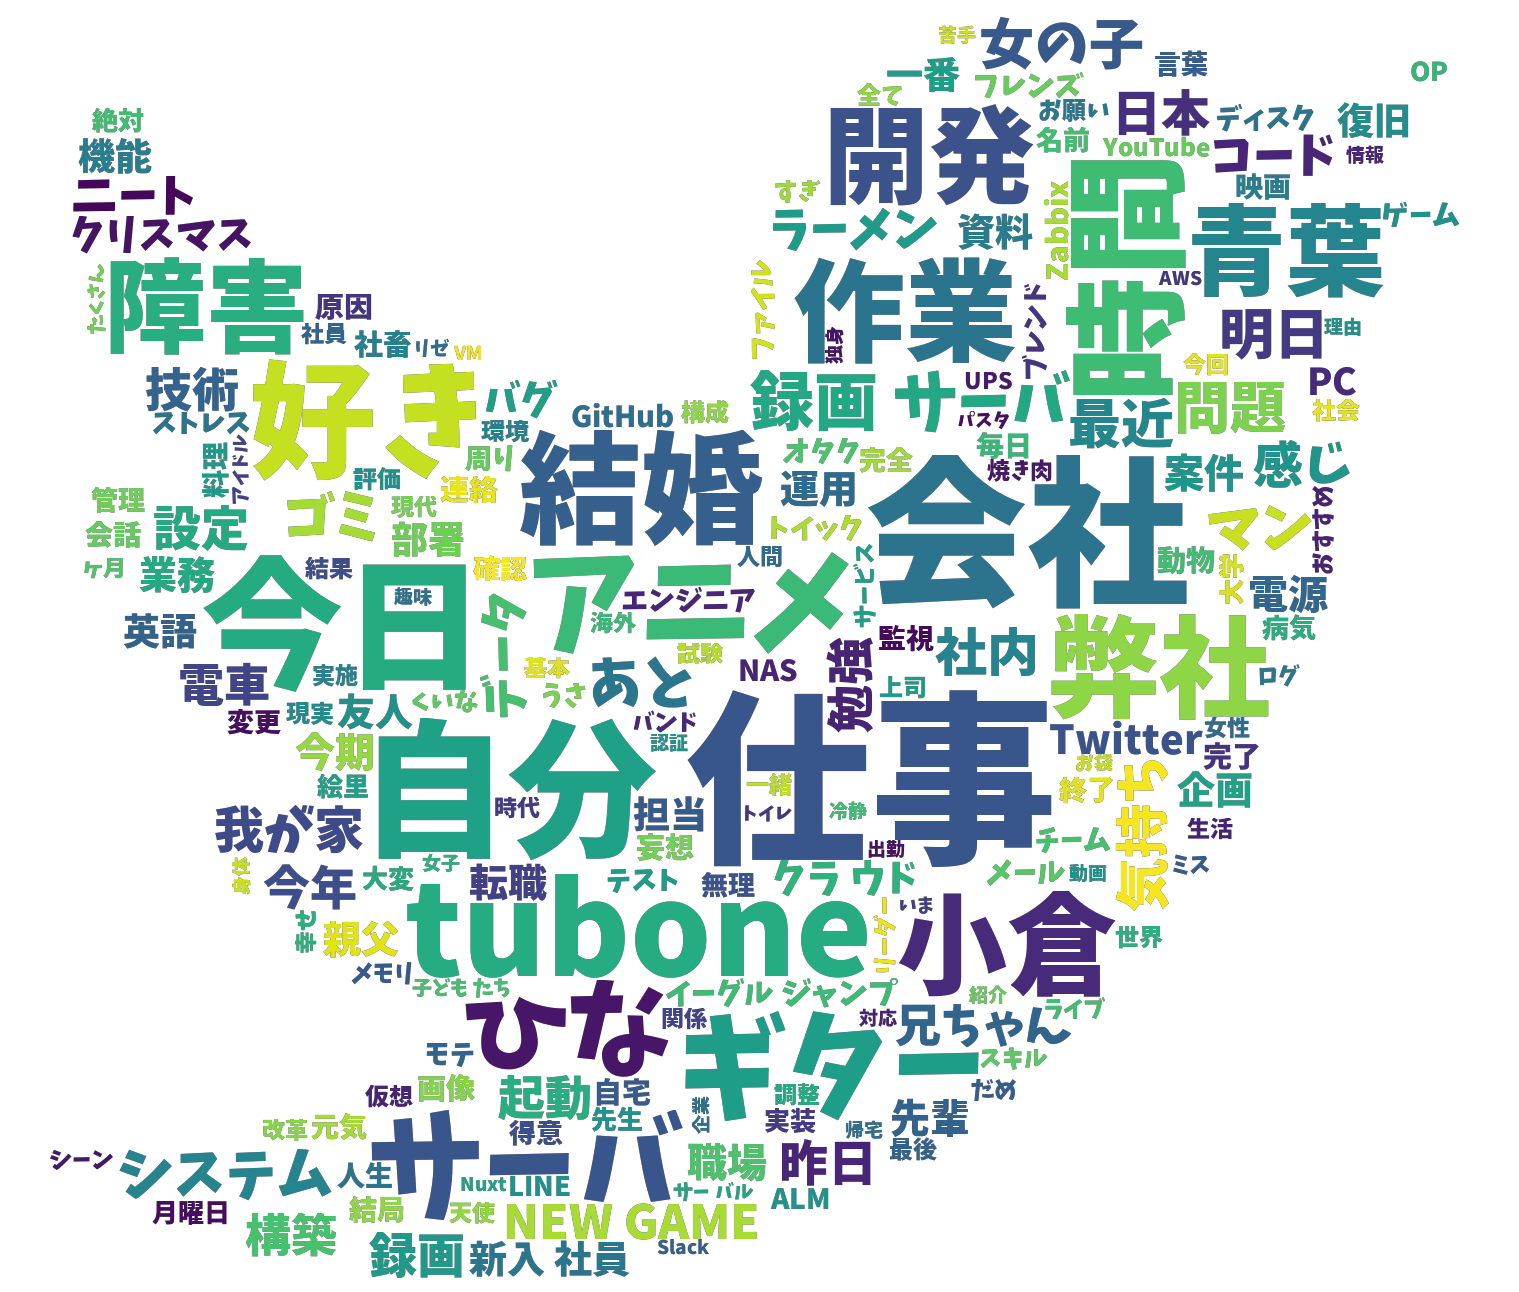 苦手
女の子
言葉
一番
OP
フレンズ
全て
絶対
お願い
日本
ディスク
復旧
開発
機能
名前
YouTube
コード
情報
ニート
すぎ
映画
クリスマス
ラーメン
資料
Zabbix
時間
青葉
ゲーム
たくさん
障害
原因
ファイル
作業
AWS
社員
社畜
リゼ
VM
独身
フレンド
明日
理由
技術
好き
バグ
録画 サーバ
UPS
今回
PC
ストレス
GitHub
構成
パスタ
最近
問題
社会
環境
料理
アイドル
周り
結婚
オタク
完全
毎日
焼き肉
案件
感じ
評価
連絡
管理
ゴミ
現代
運用
会社
マン
おすすめ
会話
設定
部署
トイック
人間
動物
ケ月
業務
結果
確認
アニメ
サービス
大学
電源
今日
趣味
エンジニア
英語
データ
海外
監視
社内
弊社
病気
電車
実施
基本
試験
あと
NAS
勉強
上司
ログ
変更
現実
友人
くいな
うさ
バンド
仕事
Twitter
女性
今期
自分
認証
完了
絵里
一緒
お袋
終了
気持ち
企画
我が家
時代
担当
トイレ
冷静
生活
妄想
出勤
チーム
身体
今年
大変
女子
転職
テスト
無理
クラウド
メール
動画
ミス
tubone
幸せ
親父
リーダー
いま
小倉
世界
メモリ
子どもたち
ひな
イーグル ジャンプ
紹介
関係
ギター
対応
兄ちゃん
ライブ
モテ
スキル
仮想
画像
起動
自宅
調整
だめ
改革
元気
サーバ
先生
企業
実装
帰宅
先輩
得意
シーン
システム
人生
職場
昨日
最後
Nuxt
LINE
サーバル
ALM
月曜日
結局
天使
NEW GAME
構築
録画
新入 社員
Slack